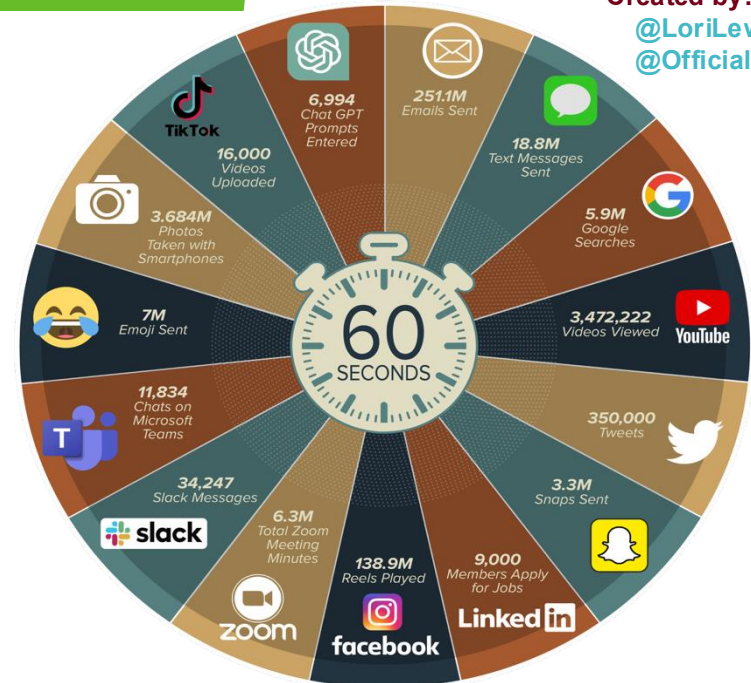 Created by:
@LoriLev
@Official
6,994
Chat GPT
Prompts
Entered
251.1M
Emails Sent
18.8M
Text Messages
Sent
5.9M
Google
Searches
3,472,222
Videos Viewed
YouTube
350,000
Tweets
3.3M
Snaps Sent
9,000
Members Apply
for Jobs
Linked in
138.9M
Reels Played
facebook
6.3M
Total Zoom
Meeting
Minutes
zoom
34,247
Slack Messages
slack
11,834
Chats on
Microsoft
Teams
T
7M
Emoji Sent
3.684M
Photos
Taken with
Smartphones
TikTok
16,000
Videos
Uploaded
60
SECONDS